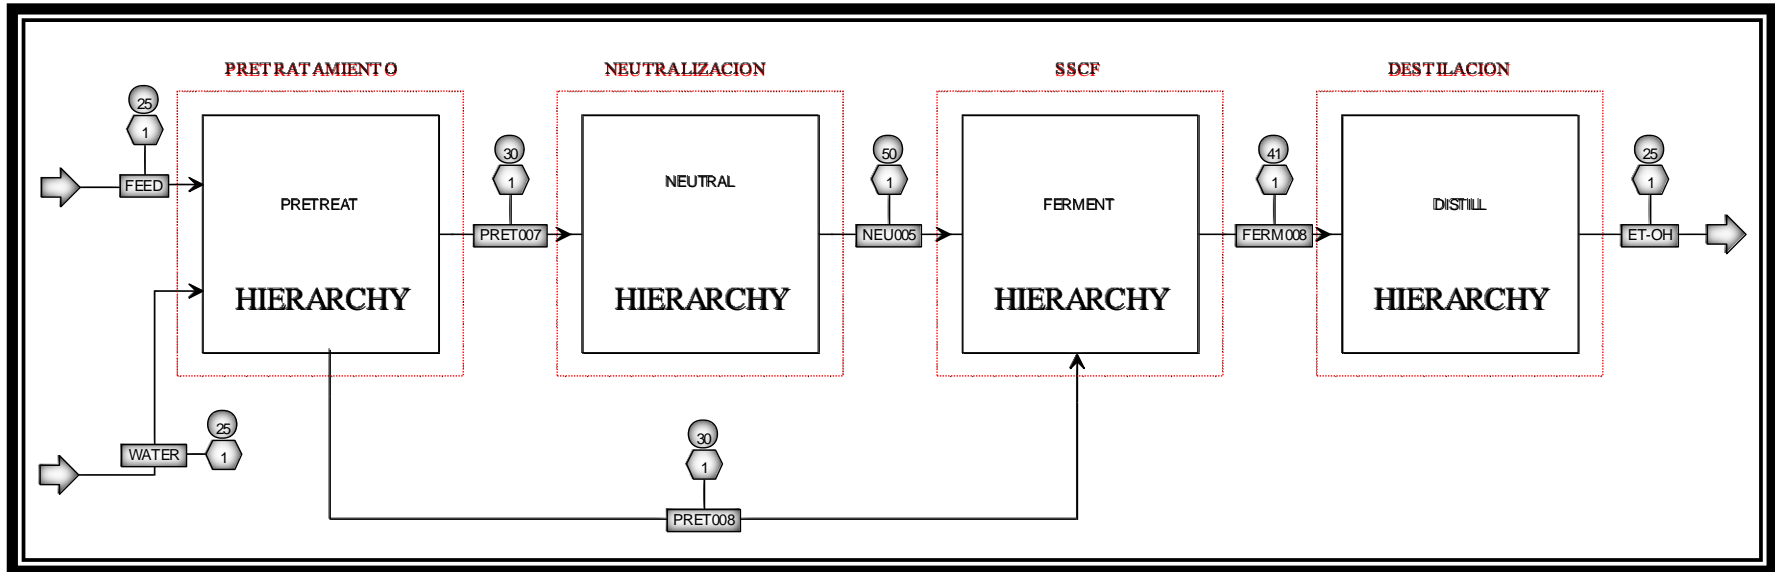 PRETRATAMIENTO
NEUTRALIZACION
SSCF
DESTILACION
25
1
FEED
PRETREAT
HIERARCHY
30
1
PRET007
NEUTRAL
HIERARCHY
50
1
NEU005
FERMENT
HIERARCHY
41
1
FERM008
DISTILL
HIERARCHY
25
1
ET-OH
WATER
25
1
30
1
PRET008